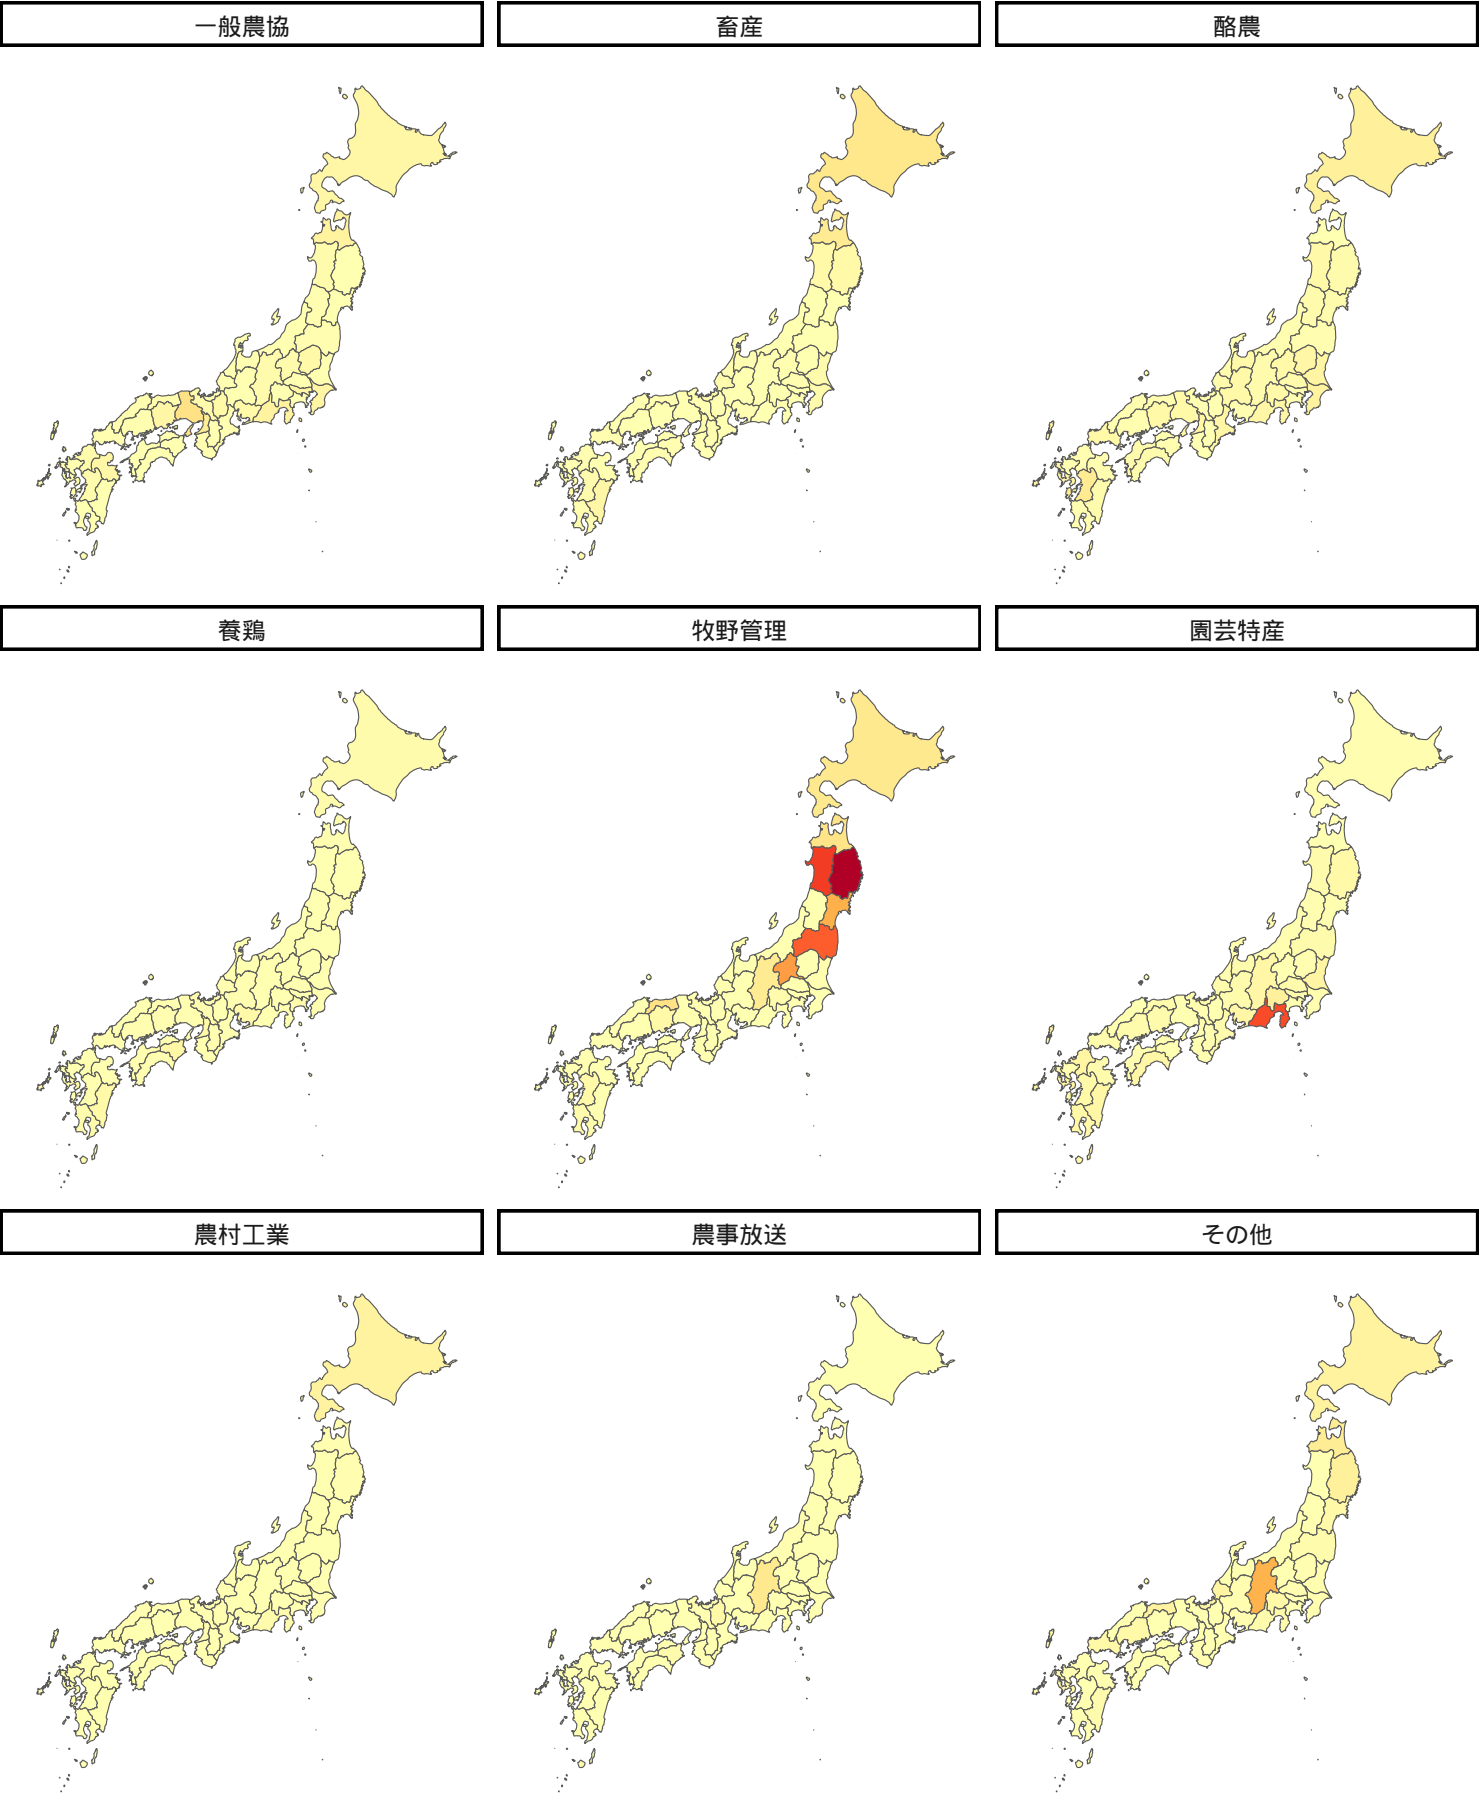 一般農協
畜産
酪農
養鶏
牧野管理
園芸特産
農村工業
農事放送
その他